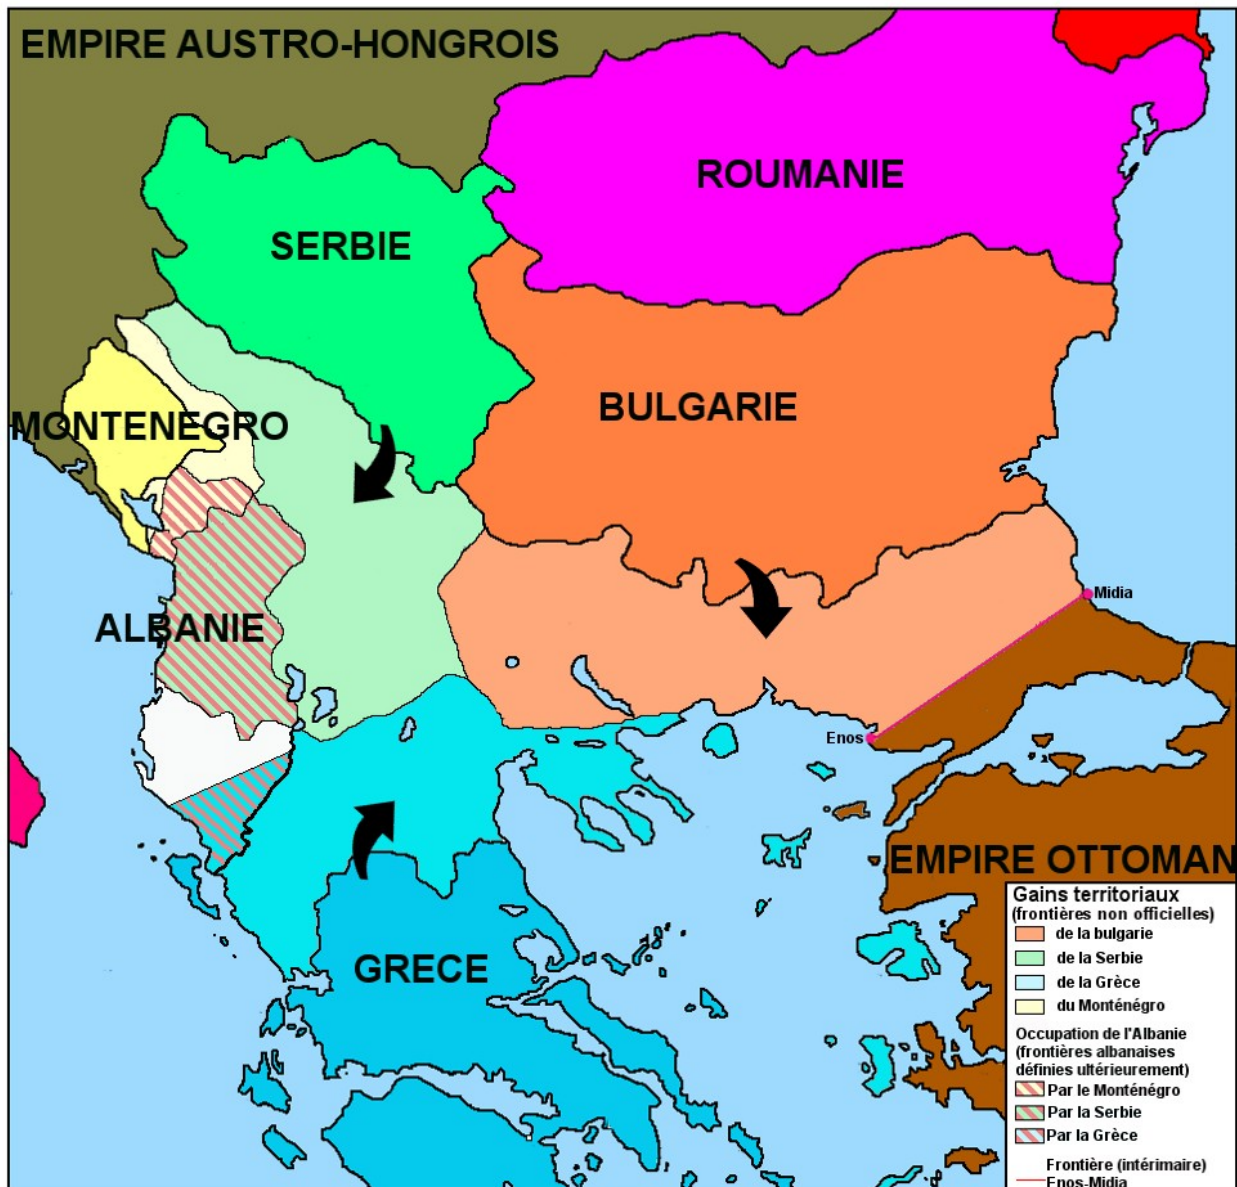 EMPIRE AUSTRO-HONGROIS
ROUMANIE
SERBIE
BULGARIE
MONTENEGRO
Midia
ALBANIE
Enos
EMPIRE OTTOMAN
GRECE
Gains territoriaux
(frontières non officielles)
de la bulgarie
de la Serbie
de la Grèce
du Monténégro
Occupation de l'Albanie
(frontières albanaises
définies ultérieurement)
Par le Monténégro
Par la Serbie
Par la Grèce
Frontière (intérimaire)
Enos-Midia